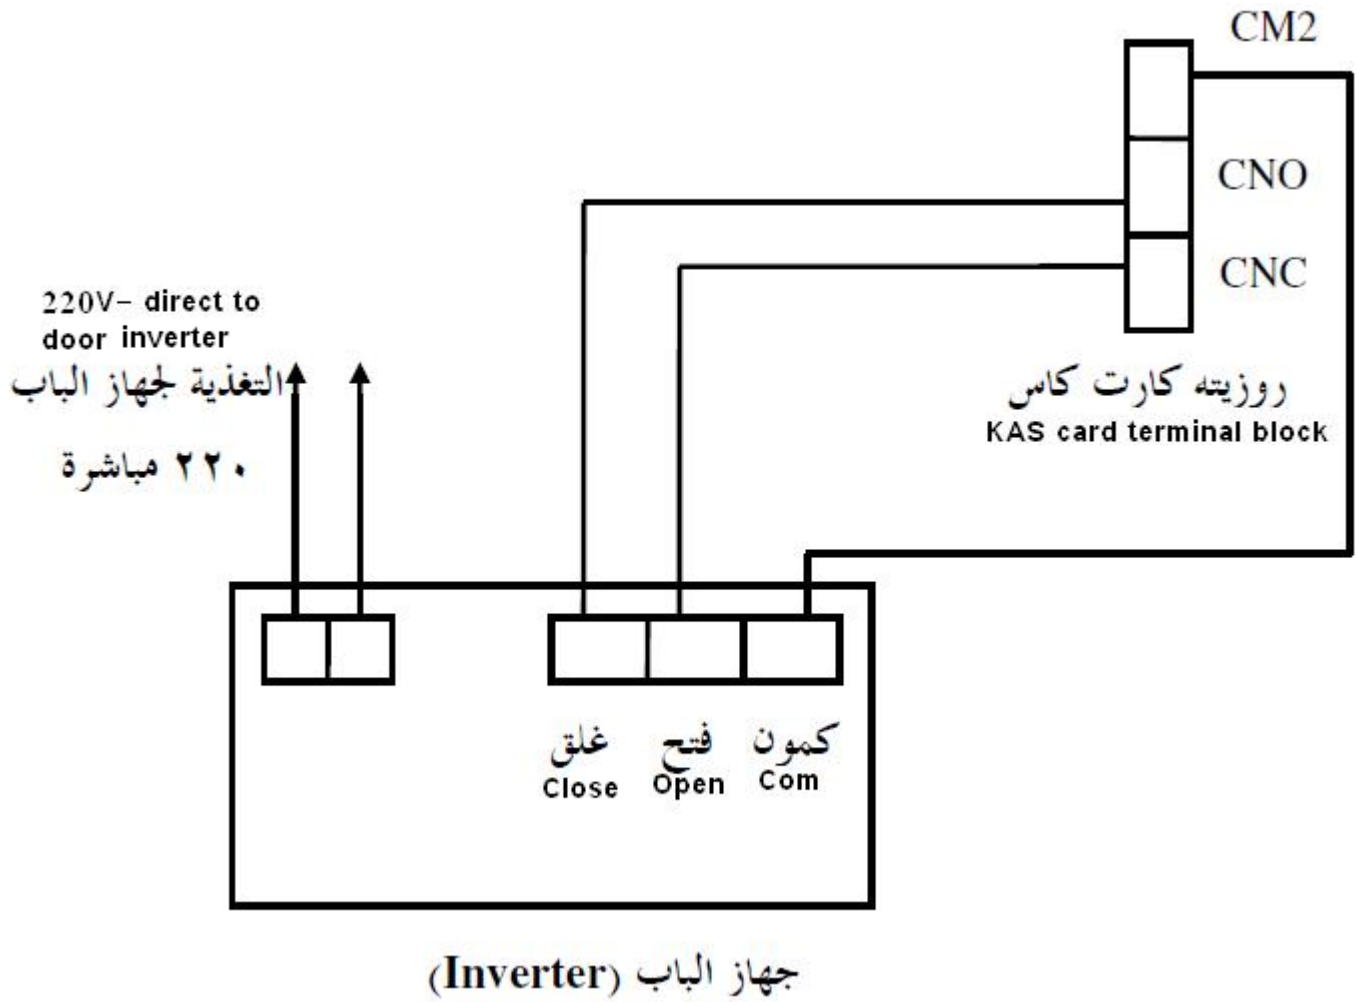 CM2
CNO
CNC
220V- direct to
door inverter
التغذية لجهاز الباب
٢٢٠ مباشرة
روزيته كارت كاس
KAS card terminal block
كمون
فتح
غلق
Close
Open
Com
جهاز الباب (Inverter)